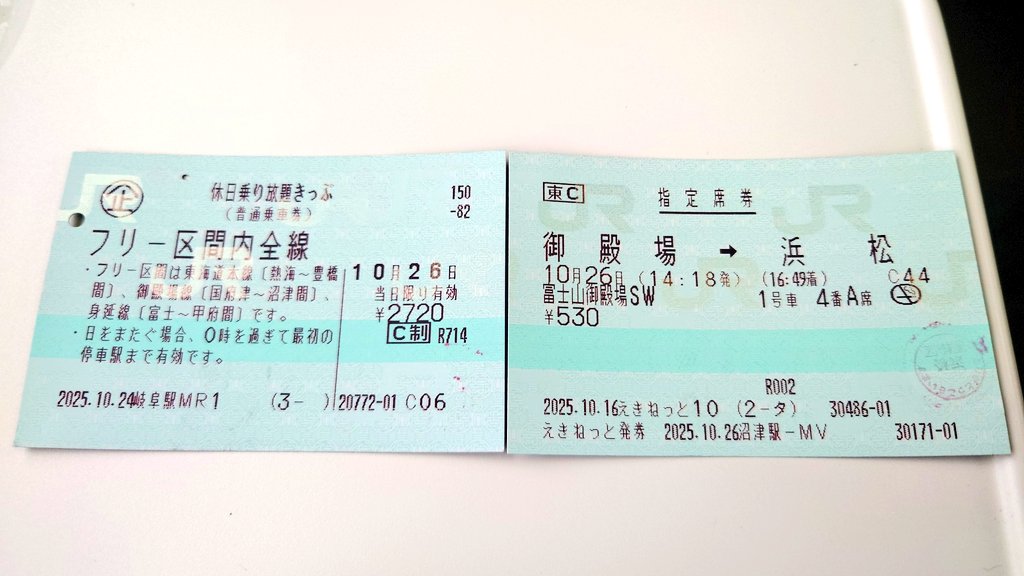 企
休日乗り放題きっぷ
(普通乗車券)
150
-82
フリー区間内全線
・フリー区間は東海道本線〔熱海～豊橋
間〕、御殿場線〔国府津～沼津間〕、
身延線〔富士～甲府間〕です。
・日をまたぐ場合、0時を過ぎて最初の
停車駅まで有効です。
10月26日
当日限り有効
¥2720
C制 R714
2025.10.24岐阜駅MR1 (3- ) 20772-01 C06
東C
指定席券
御殿場 → 浜松
10月26日 (14:18発) (16:49着) C44
富士山御殿場SW 1号車 4番A席
¥530
R002
2025.10.16えきねっと10 (2-タ) 30486-01
えきねっと発券 2025.10.26沼津駅-MV 30171-01